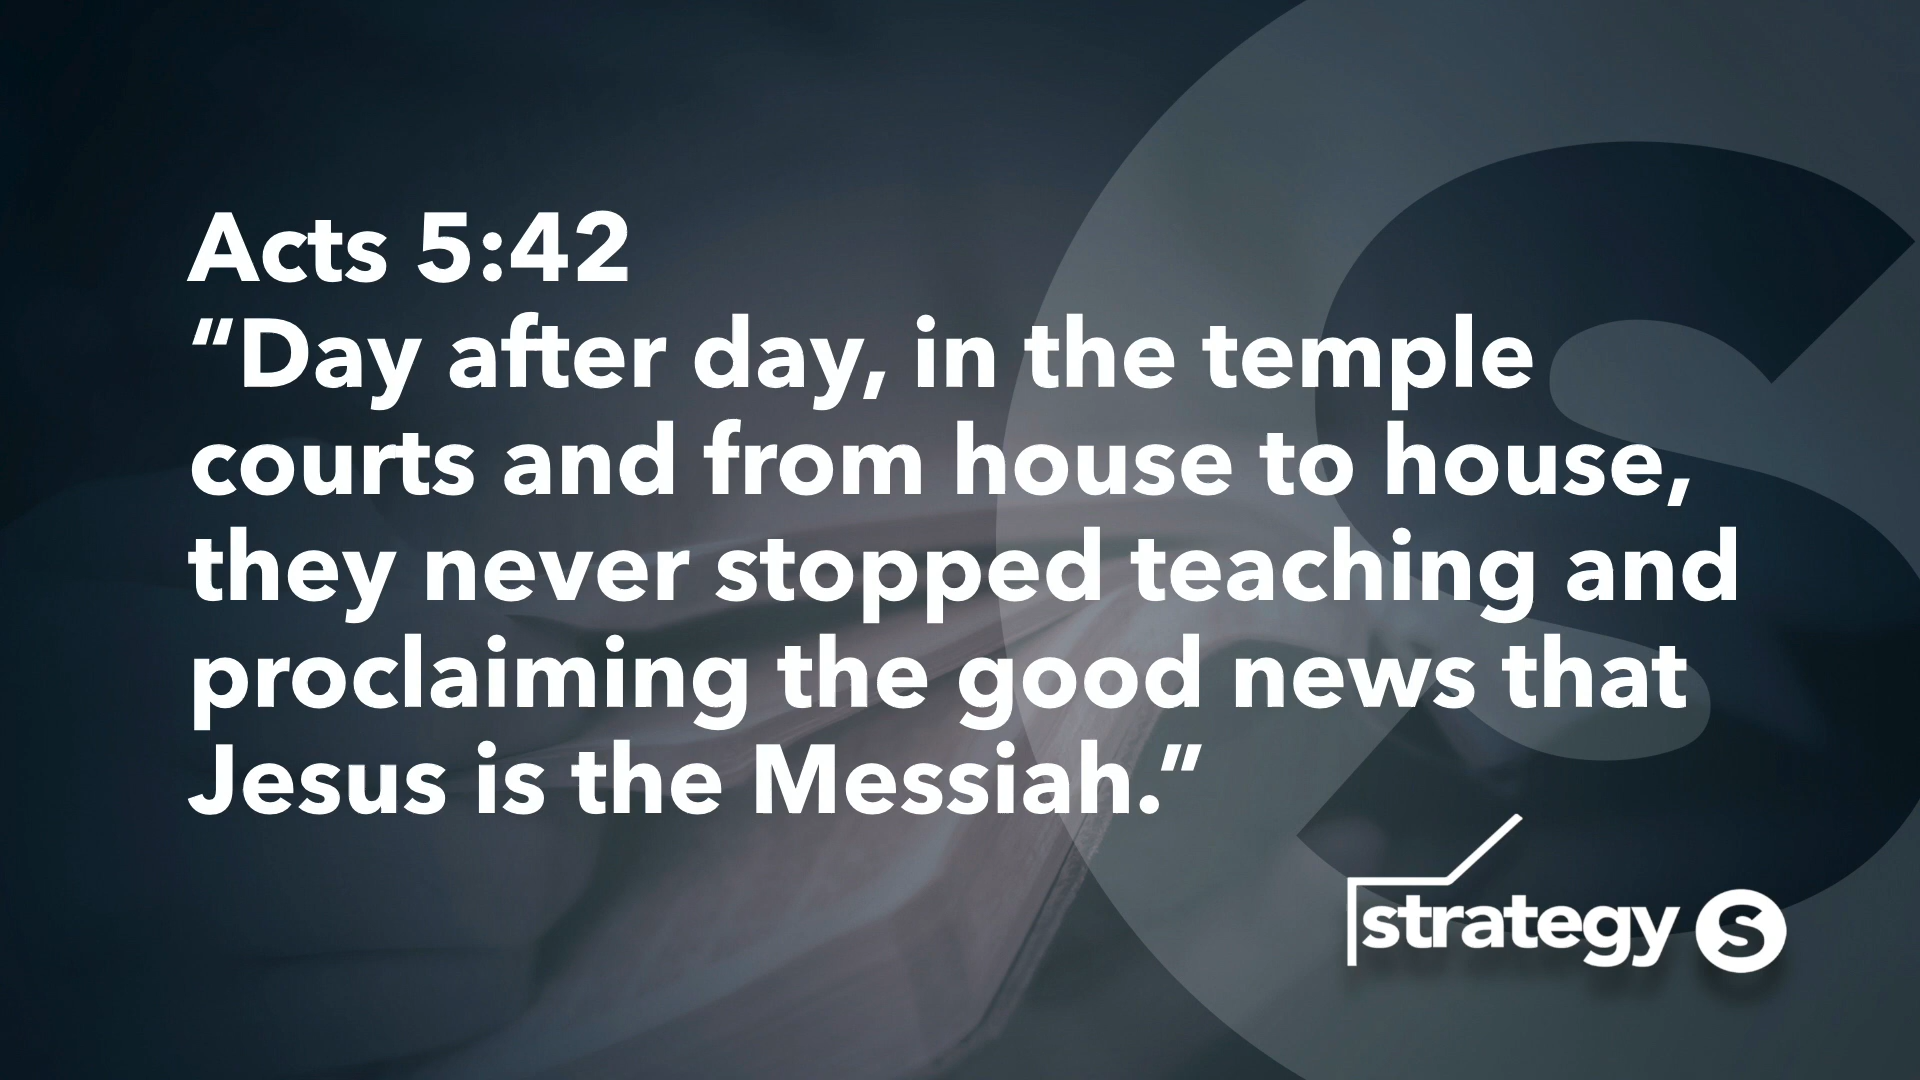 Acts 5:42
“Day after day, in the temple
courts and from house to house,
they never stopped teaching and
proclaiming the good news that
Jesus is the Messiah.”
strategy S